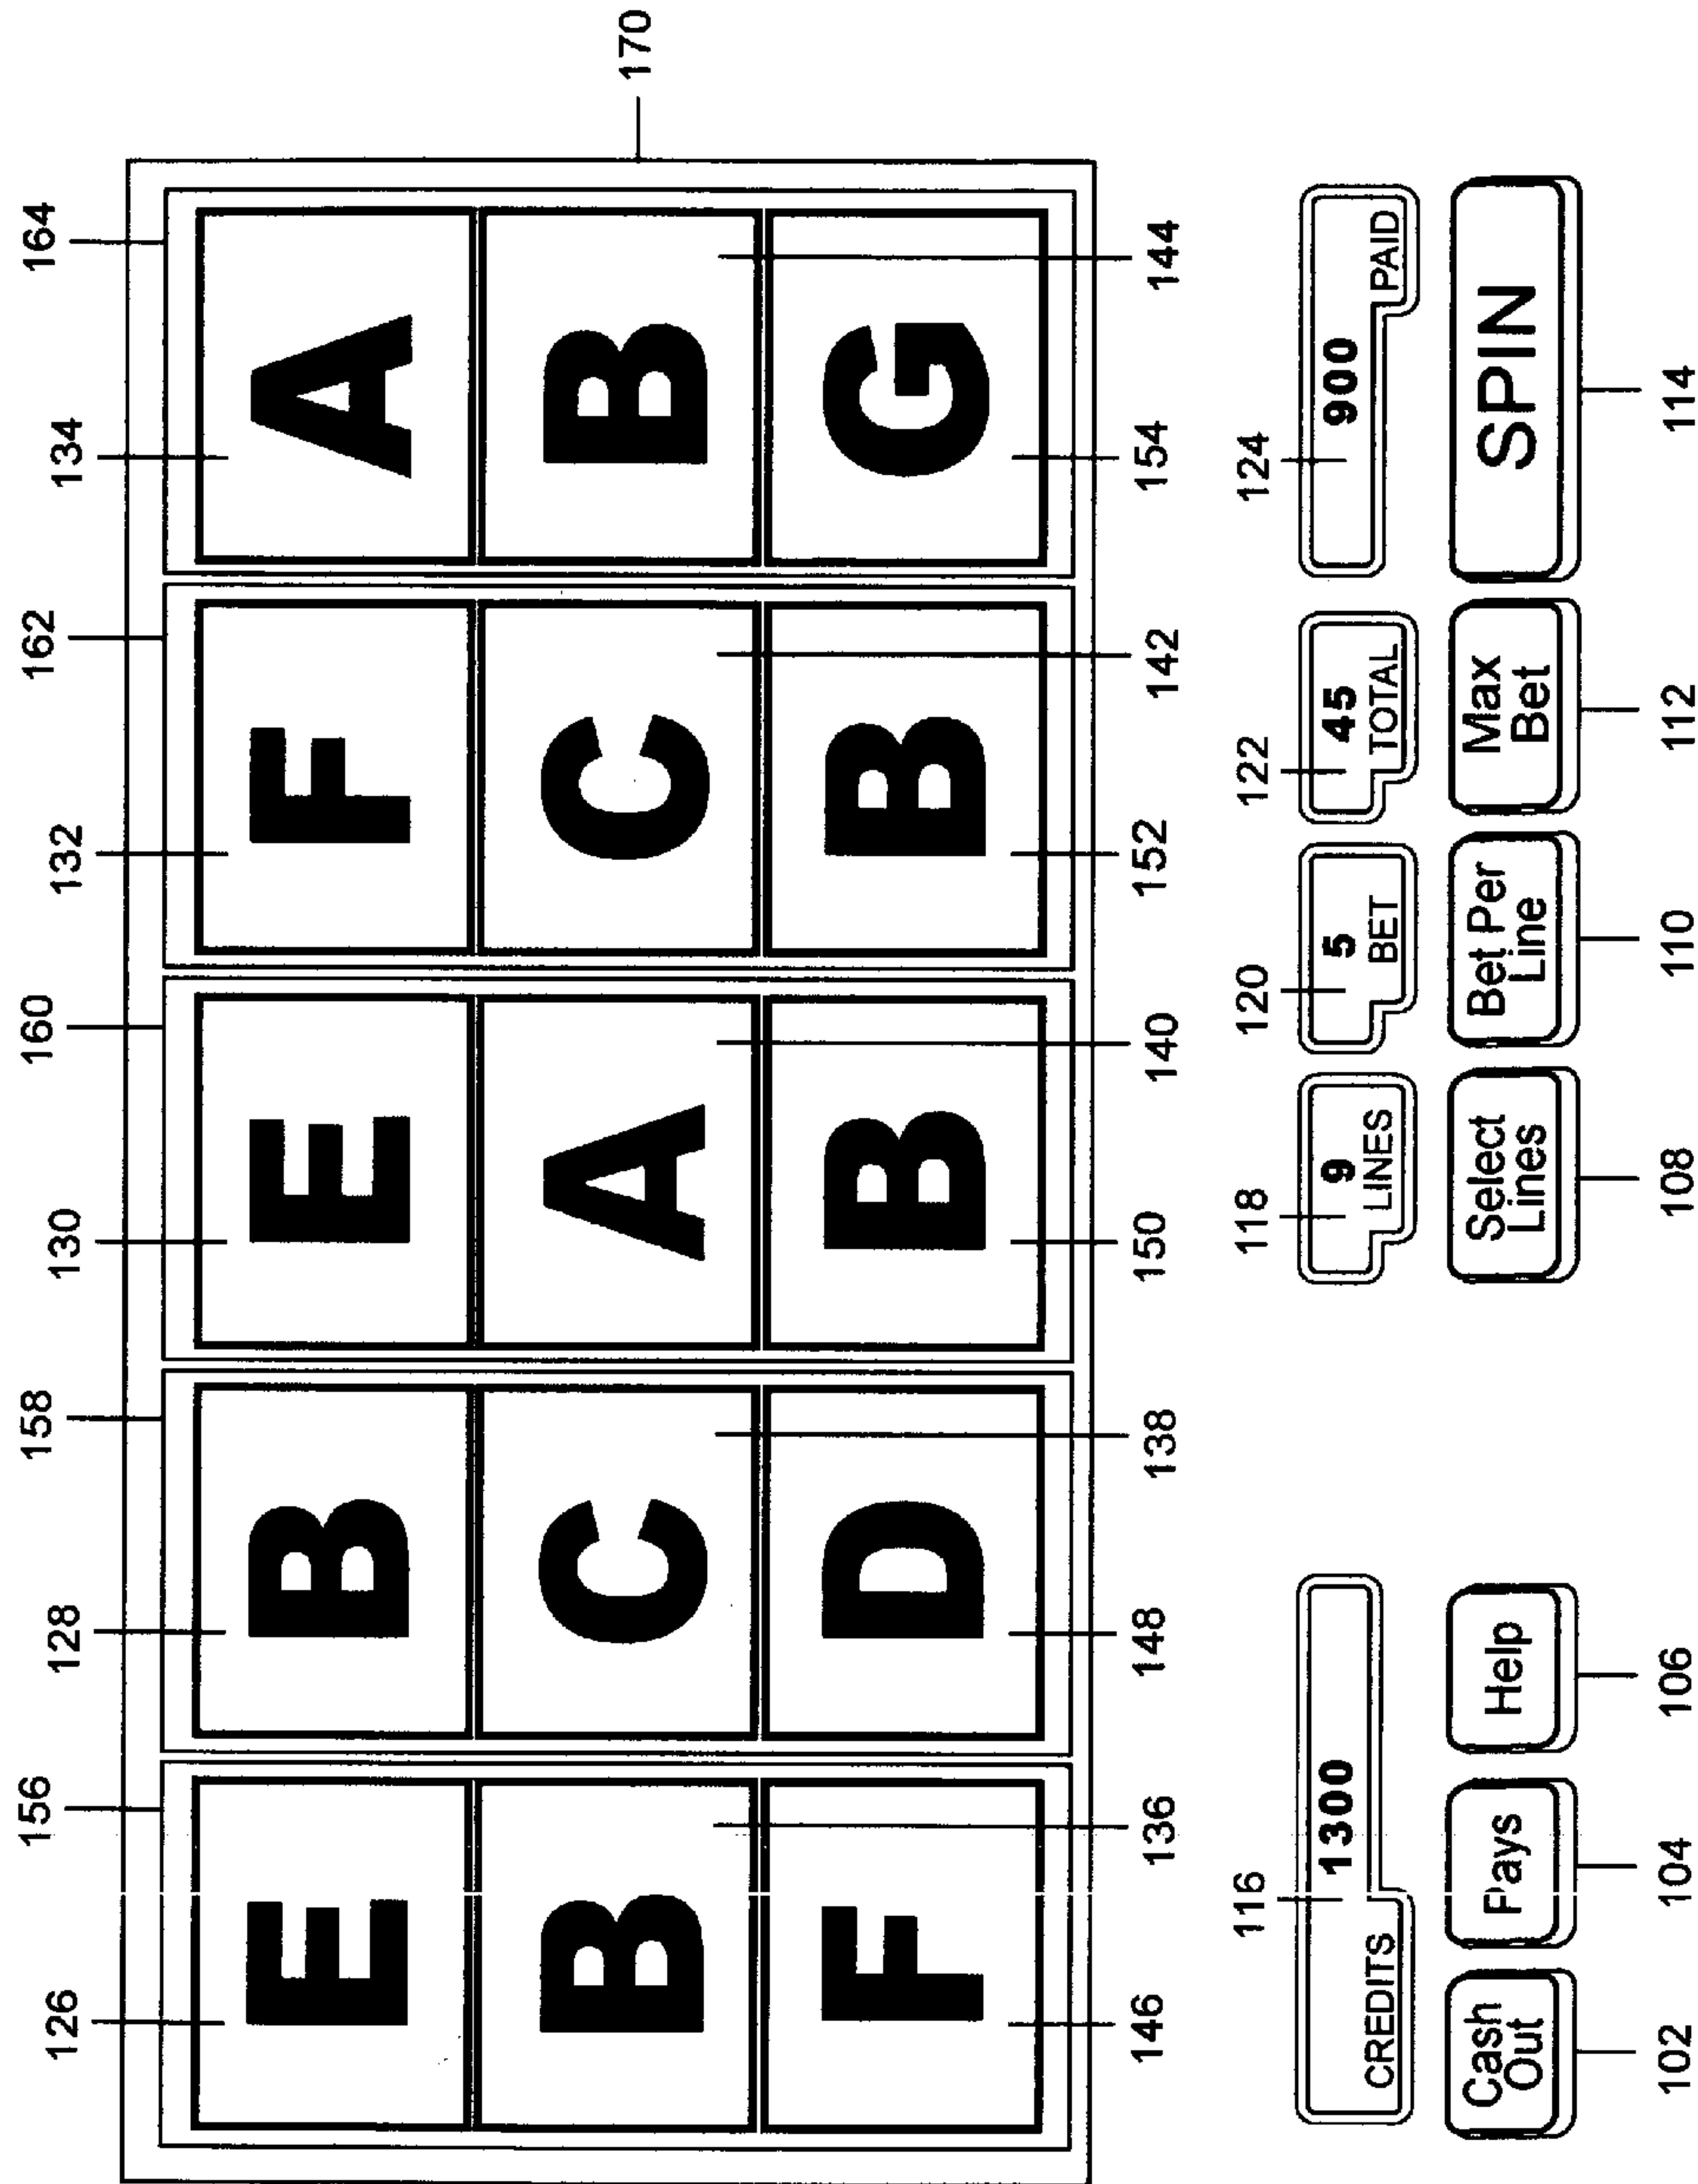 156 158 160 162 164
126 128 130 132 134
E B E F A
170
B C A C B
F D B B G
146 136 148 138 150 140 152 142 154 144
116 118 120 122 124
1300 9 5 45 900
CREDITS LINES BET TOTAL PAID
Cash Out Pays Help Select Lines Bet Per Line Max Bet SPIN
102 104 106 108 110 112 114